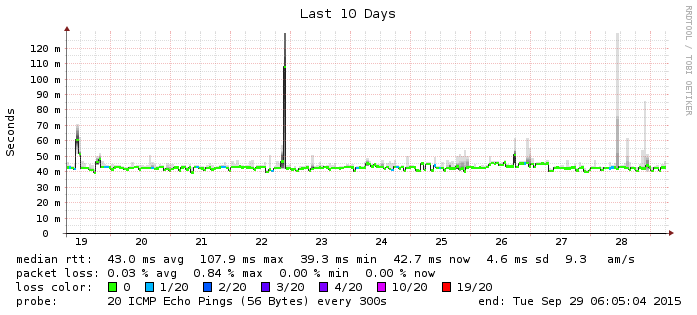 Last 10 Days
RRDTOOL / TOBI OETIKER
Seconds
120 m
110 m
100 m
90 m
80 m
70 m
60 m
50 m
40 m
30 m
20 m
10 m
0
19 20 21 22 23 24 25 26 27 28
median rtt: 43.0 ms avg 107.9 ms max 39.3 ms min 42.7 ms now 4.6 ms sd 9.3 am/s
packet loss: 0.03 % avg 0.84 % max 0.00 % min 0.00 % now
loss color: 0 1/20 2/20 3/20 4/20 10/20 19/20
probe: 20 ICMP Echo Pings (56 Bytes) every 300s end: Tue Sep 29 06:05:04 2015